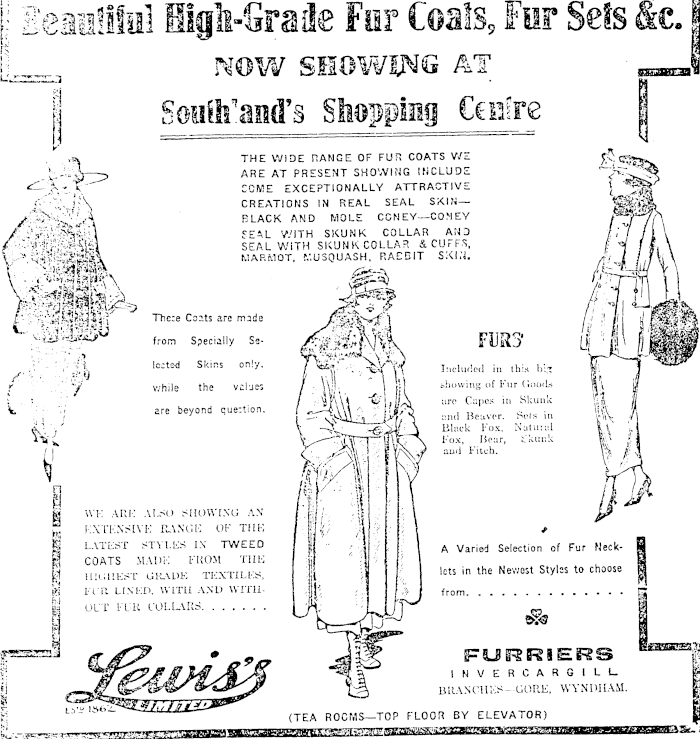 Beautiful High-Grade Fur Coats, Fur Sets &c.
NOW SHOWING AT
Southland's Shopping Centre
THE WIDE RANGE OF FUR COATS WE
ARE AT PRESENT SHOWING INCLUDE
SOME EXCEPTIONALLY ATTRACTIVE
CREATIONS IN REAL SEAL SKIN—
BLACK AND MOLE CONEY—CONEY
SEAL WITH SKUNK COLLAR AND
SEAL WITH SKUNK COLLAR & CUFFS,
MARMOT, MUSQUASH, RABBIT SKIN.
These Coats are made
from Specially Se-
lected Skins only,
while the values
are beyond question.
FURS
Included in this big
showing of Fur Goods
are Capes in Skunk
and Beaver. Sets in
Black Fox, Natural
Fox, Bear, Skunk
and Fitch.
WE ARE ALSO SHOWING AN
EXTENSIVE RANGE OF THE
LATEST STYLES IN TWEED
COATS MADE FROM THE
HIGHEST GRADE TEXTILES,
FUR LINED, WITH AND WITH-
OUT FUR COLLARS. . . . . . .
A Varied Selection of Fur Neck-
lets in the Newest Styles to choose
from. . . . . . . . . . . . . . .
Lewis's
LIMITED
EST 1862
FURRIERS
INVERCARGILL
BRANCHES—GORE, WYNDHAM.
(TEA ROOMS—TOP FLOOR BY ELEVATOR)